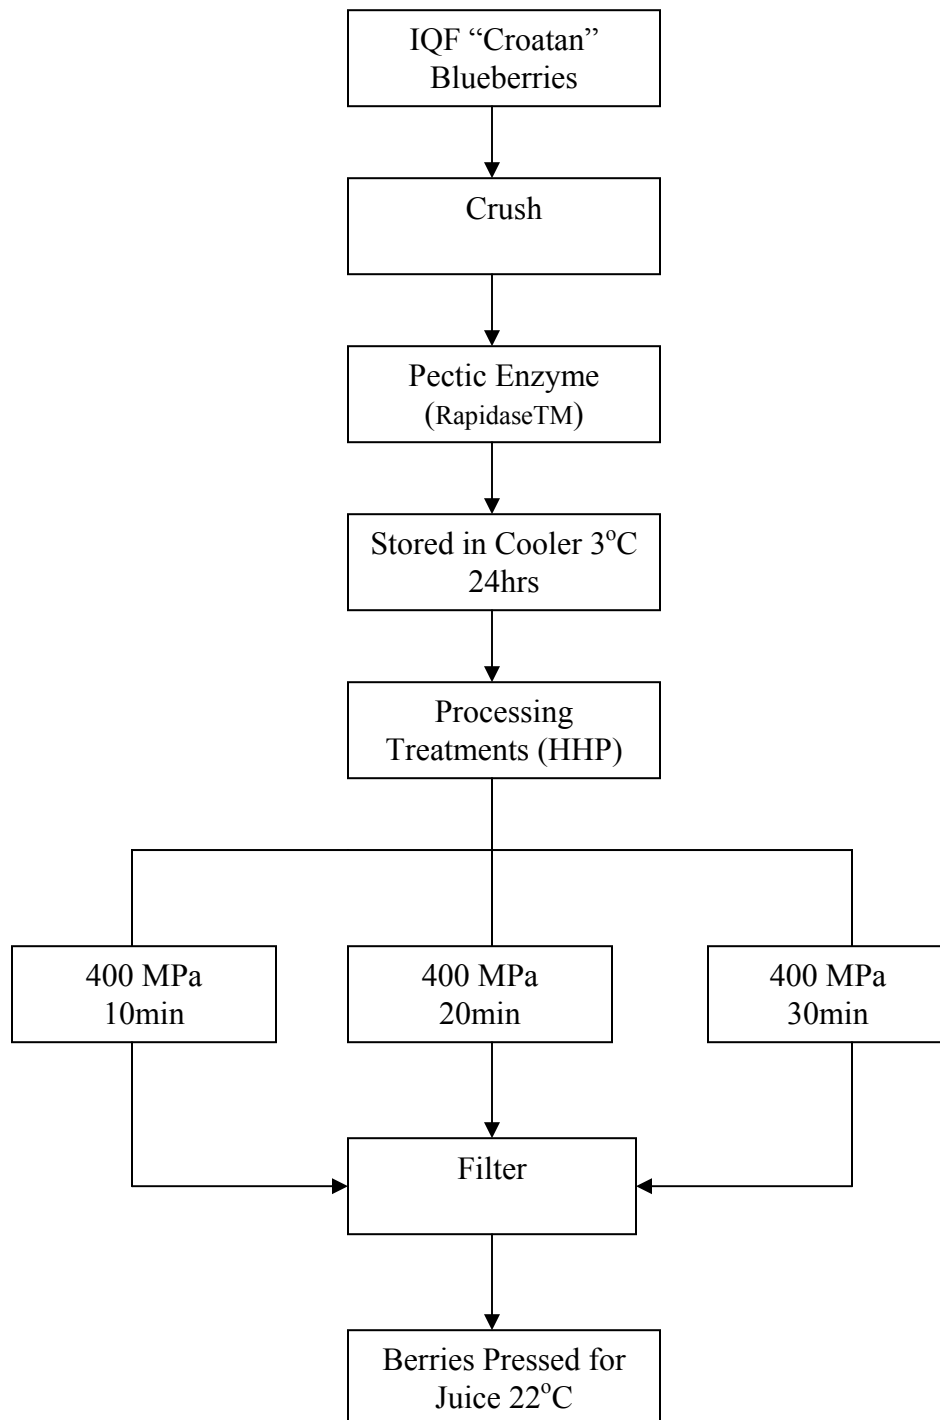 IQF “Croatan”
Blueberries
Crush
Pectic Enzyme
(RapidaseTM)
Stored in Cooler 3°C
24hrs
Processing
Treatments (HHP)
400 MPa
10min
400 MPa
20min
400 MPa
30min
Filter
Berries Pressed for
Juice 22°C